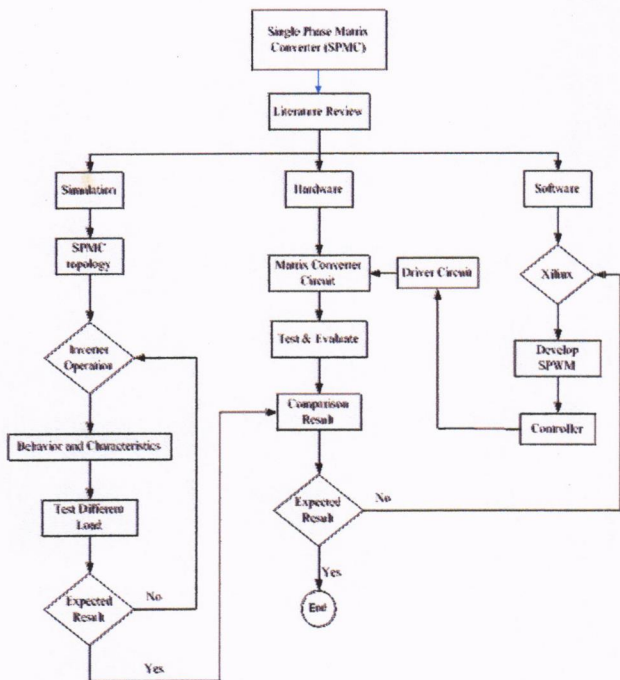 Single Phase Matrix
Converter (SPMC)
Literature Review
Simulation
Hardware
Software
SPMC
topology
Matrix Converter
Circuit
Driver Circuit
Xilinx
Inverter
Operation
Test & Evaluate
Develop
SPWM
Behavior and Characteristics
Comparison
Result
Controller
Test Different
Load
Expected
Result
No
Yes
End
Expected
Result
No
Yes